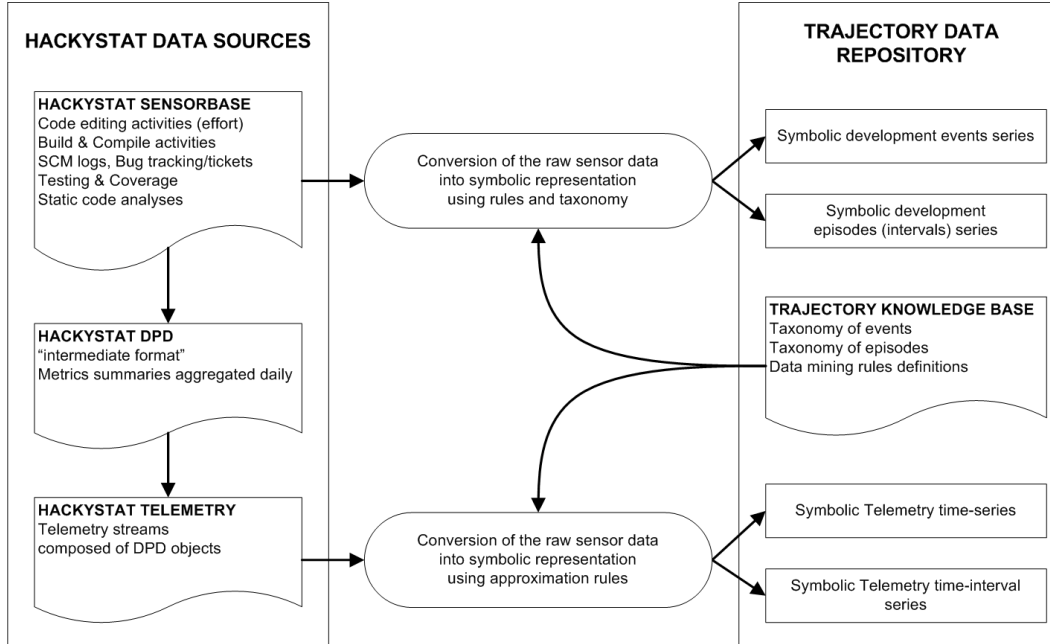 HACKYSTAT DATA SOURCES
HACKYSTAT SENSORBASE
Code editing activities (effort)
Build & Compile activities
SCM logs, Bug tracking/tickets
Testing & Coverage
Static code analyses
HACKYSTAT DPD
“intermediate format”
Metrics summaries aggregated daily
HACKYSTAT TELEMETRY
Telemetry streams
composed of DPD objects
Conversion of the raw sensor data
into symbolic representation
using rules and taxonomy
Conversion of the raw sensor data
into symbolic representation
using approximation rules
TRAJECTORY DATA
REPOSITORY
Symbolic development events series
Symbolic development
episodes (intervals) series
TRAJECTORY KNOWLEDGE BASE
Taxonomy of events
Taxonomy of episodes
Data mining rules definitions
Symbolic Telemetry time-series
Symbolic Telemetry time-interval
series